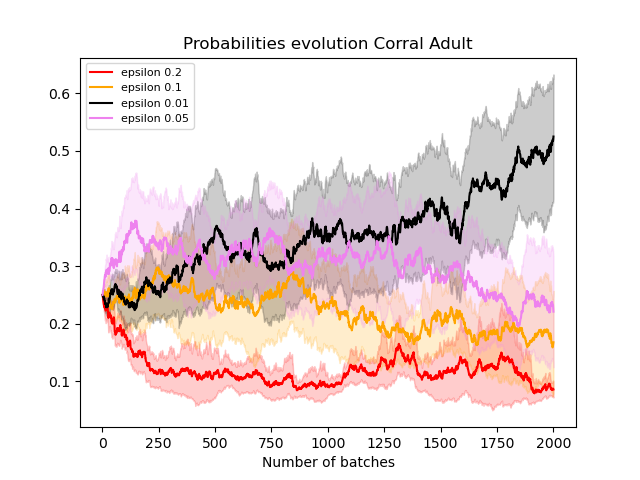 Probabilities evolution Corral Adult
epsilon 0.2
epsilon 0.1
epsilon 0.01
epsilon 0.05
0.6
0.5
0.4
0.3
0.2
0.1
0 250 500 750 1000 1250 1500 1750 2000
Number of batches